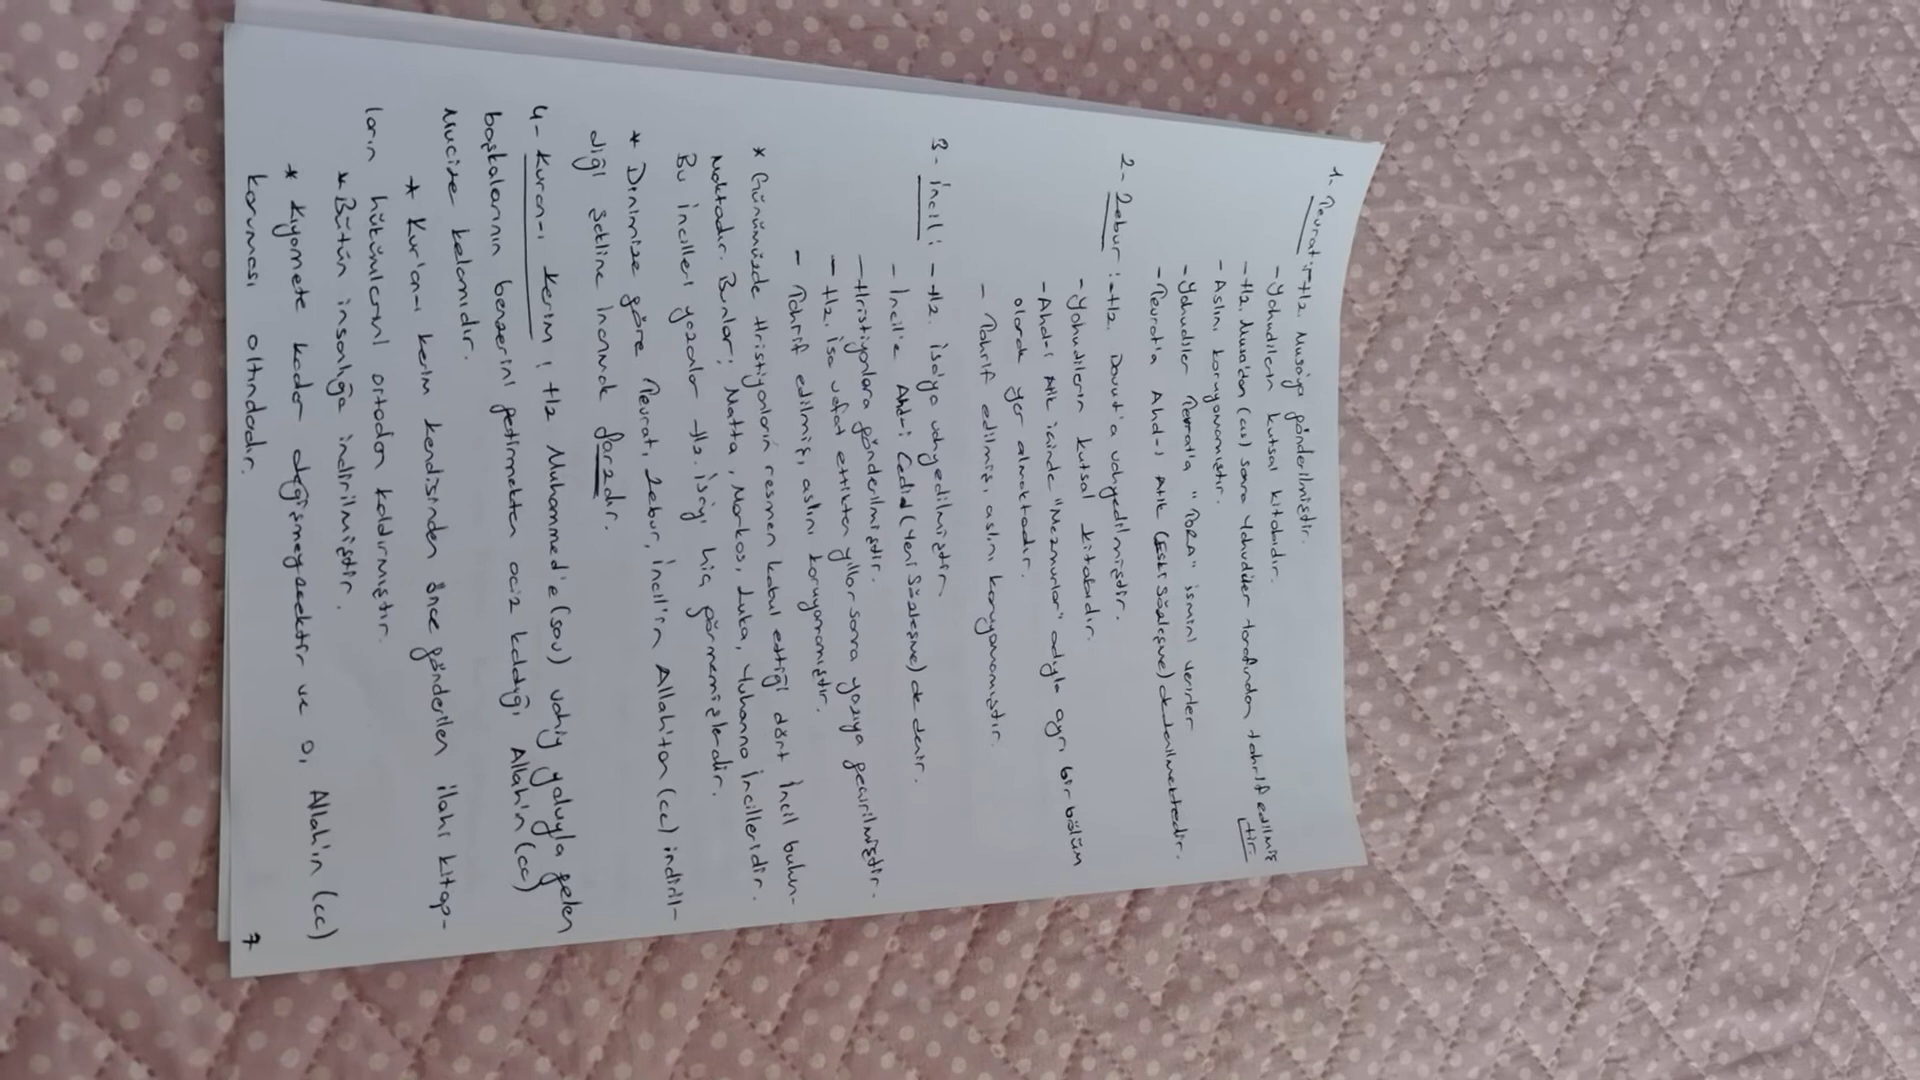 1- Tevrat: -Hz. Musa'ya gönderilmiştir.
- Yahudilerin kutsal kitabıdır.
- Hz. Musa'dan (as) sonra Yahudiler tarafından tahrif edilmiş
tir.
- Aslını koruyamamıştır.
- Yahudiler Tevrat'a "TORA" ismini verirler
- Tevrat'a Ahd-ı Atik (Eski Sözleşme) de denilmektedir.
2- Zebur: -Hz. Davut'a vahyedilmiştir.
- Yahudilerin kutsal kitabıdır.
- Ahd-i Atik içinde "Mezmurlar" adıyla ayrı bir bölüm
olarak yer almaktadır.
- Tahrif edilmiş, aslını koruyamamıştır.
3- İncil: - Hz. İsa'ya vahyedilmiştir
- İncil'e Ahd-i Cedid (Yeni Sözleşme) de denir.
- Hristiyanlara gönderilmiştir.
- Hz. İsa vefat ettikten yıllar sonra yazıya geçirilmiştir.
- Tahrif edilmiş, aslını koruyamamıştır.
* Günümüzde Hristiyanların resmen kabul ettiği dört İncil bulun-
maktadır. Bunlar; Matta, Markos, Luka, Yuhanna İncilleridir.
Bu İncilleri yazanlar Hz. İsa'yı hiç görmemişlerdir.
* Dinimize göre Tevrat, Zebur, İncil'in Allah'tan (cc) indiril-
diği şekline inanmak farzdır.
4- Kuran-ı Kerim: Hz Muhammed'e (sav) vahiy yoluyla gelen
başkalarının benzerini getirmekten aciz kaldığı Allah'ın (cc)
Mucize kelamıdır.
* Kur'an-ı kerim kendisinden önce gönderilen ilahi kitap-
ların hükümlerini ortadan kaldırmıştır.
* Bütün insanlığa indirilmiştir.
* Kıyamete kadar değişmeyecektir ve o, Allah'ın (cc)
koruması altındadır.
7